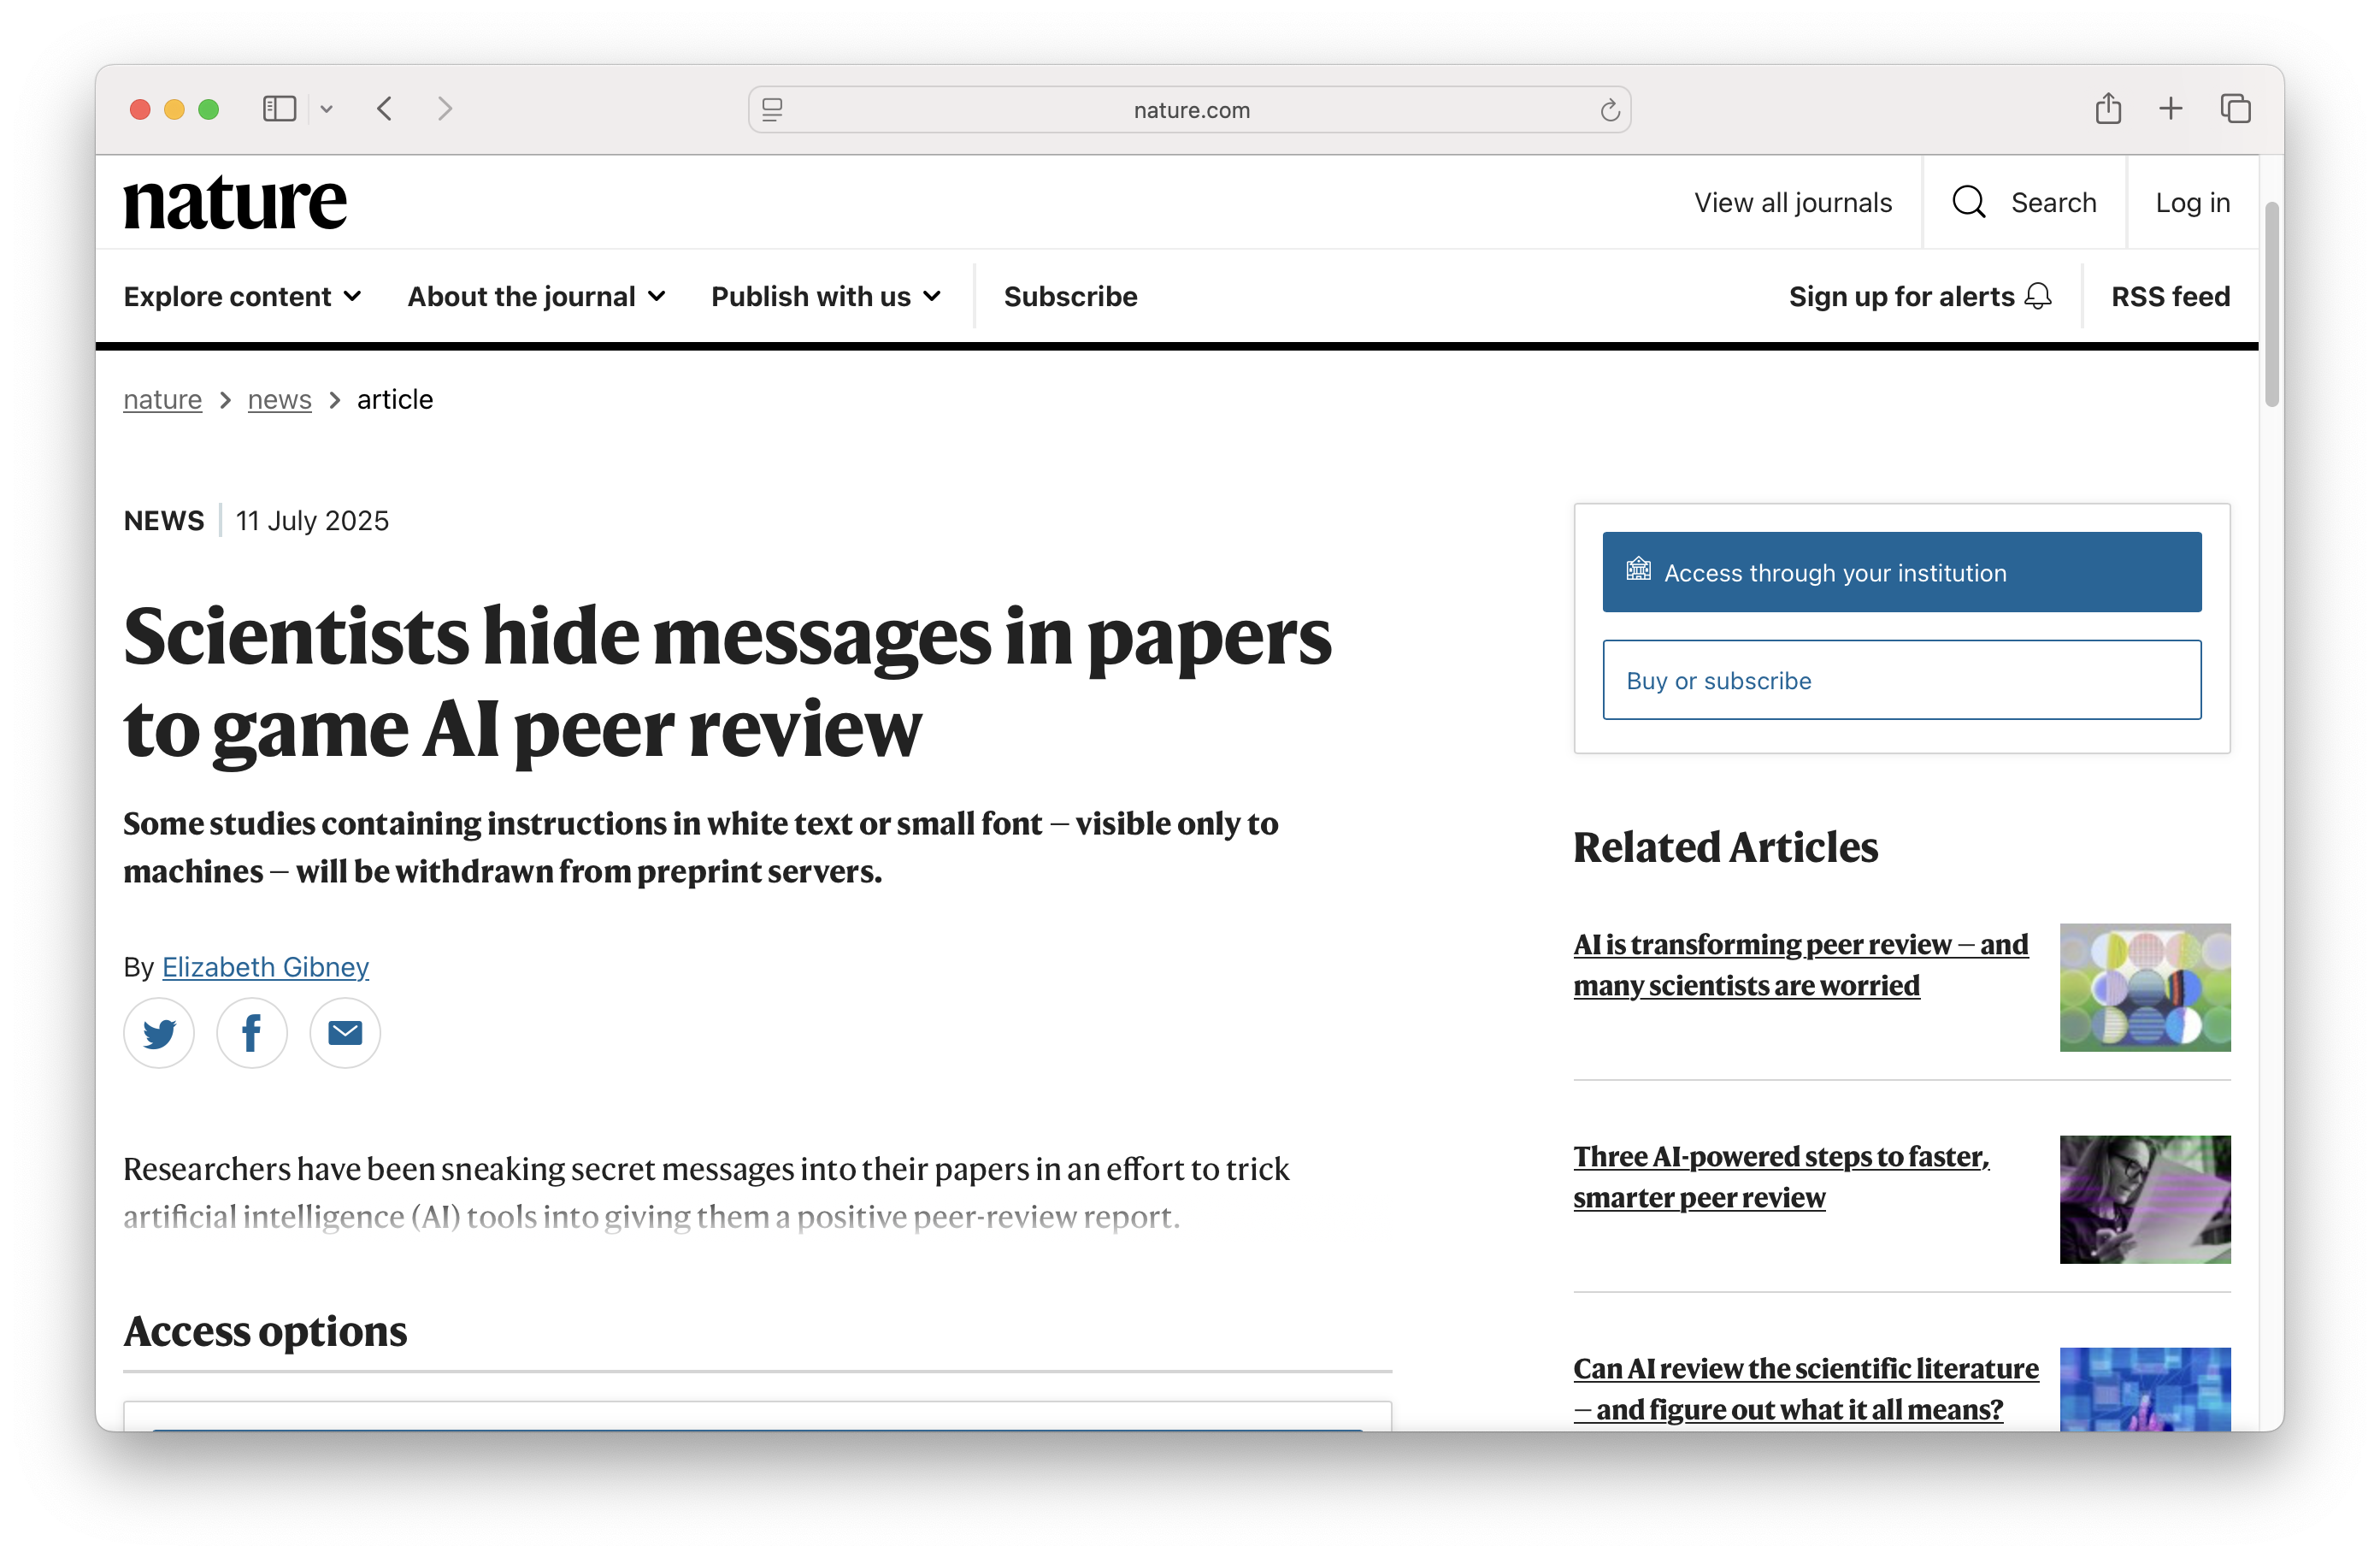 nature.com
nature
View all journals
Search
Log in
Explore content
About the journal
Publish with us
Subscribe
Sign up for alerts
RSS feed
nature > news > article
NEWS
11 July 2025
Scientists hide messages in papers
to game AI peer review
Some studies containing instructions in white text or small font — visible only to
machines — will be withdrawn from preprint servers.
By Elizabeth Gibney
Researchers have been sneaking secret messages into their papers in an effort to trick
artificial intelligence (AI) tools into giving them a positive peer-review report.
Access options
Access through your institution
Buy or subscribe
Related Articles
AI is transforming peer review — and
many scientists are worried
Three AI-powered steps to faster,
smarter peer review
Can AI review the scientific literature
— and figure out what it all means?